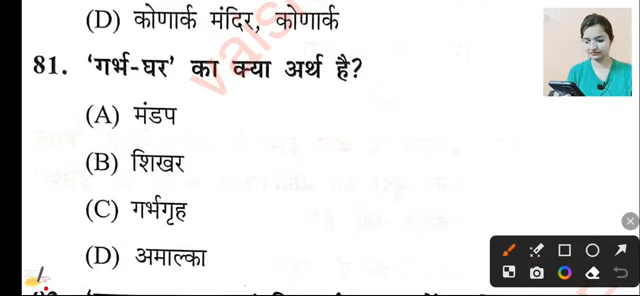 (D) कोणार्क मंदिर, कोणार्क
81. 'गर्भ-घर' का क्या अर्थ है?
(A) मंडप
(B) शिखर
(C) गर्भगृह
(D) अमाल्का